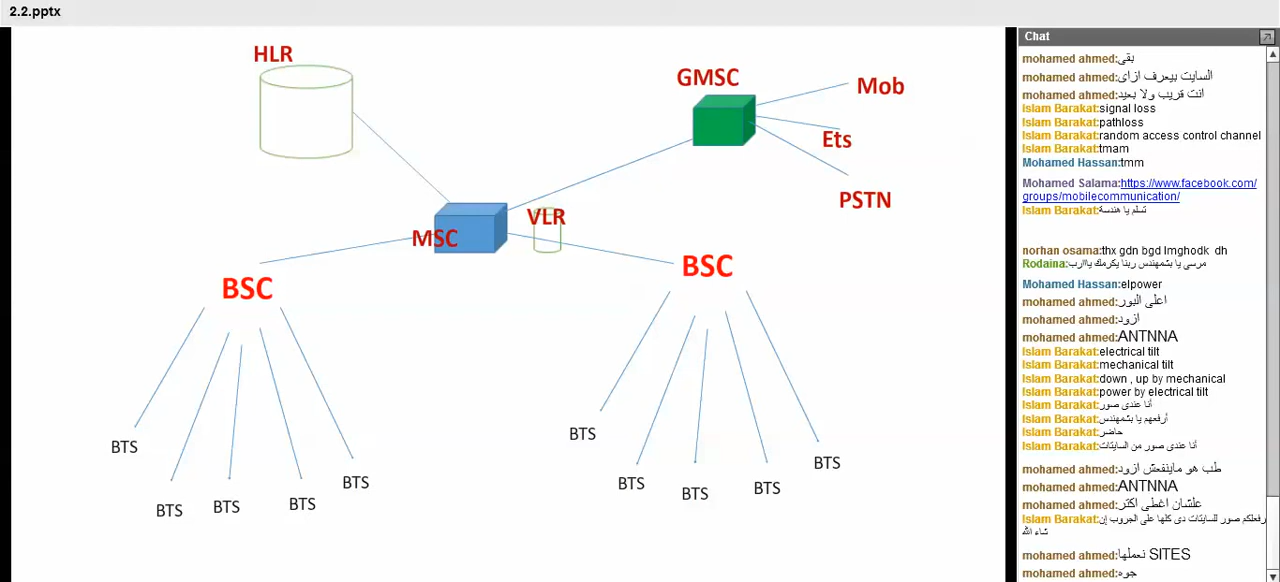 2.2.pptx
HLR
GMSC
Mob
Ets
PSTN
VLR
MSC
BSC
BSC
BTS
BTS
BTS
BTS
BTS
BTS
BTS
BTS
BTS
BTS
Chat
mohamed ahmed:بقى
mohamed ahmed:السايت بيعرف ازاى
mohamed ahmed:انت قريب ولا بعيد
Islam Barakat:signal loss
Islam Barakat:pathloss
Islam Barakat:random access control channel
Islam Barakat:tmam
Mohamed Hassan:tmm
Mohamed Salama:https://www.facebook.com/
groups/mobilecommunication/
Islam Barakat:تسلم يا هندسة
norhan osama:thx gdn bgd lmghodk dh
Rodaina:مرسى يا بشمهندس ربنا يكرمك يااارب
Mohamed Hassan:elpower
mohamed ahmed:اعلى البور
mohamed ahmed:ازود
mohamed ahmed:ANTNNA
Islam Barakat:electrical tilt
Islam Barakat:mechanical tilt
Islam Barakat:down , up by mechanical
Islam Barakat:power by electrical tilt
Islam Barakat:أنا عندى صور
Islam Barakat:أرفعهم يا بشمهندس
Islam Barakat:حاضر
Islam Barakat:أنا عندى صور من السايتات
mohamed ahmed:طب هو ماينفعش ازود
mohamed ahmed:ANTNNA
mohamed ahmed:علشان اغطى اكتر
Islam Barakat:رفعلكم صور للسايتات دى كلها على الجروب إن
شاء الله
mohamed ahmed:نعملها SITES
mohamed ahmed:جوه